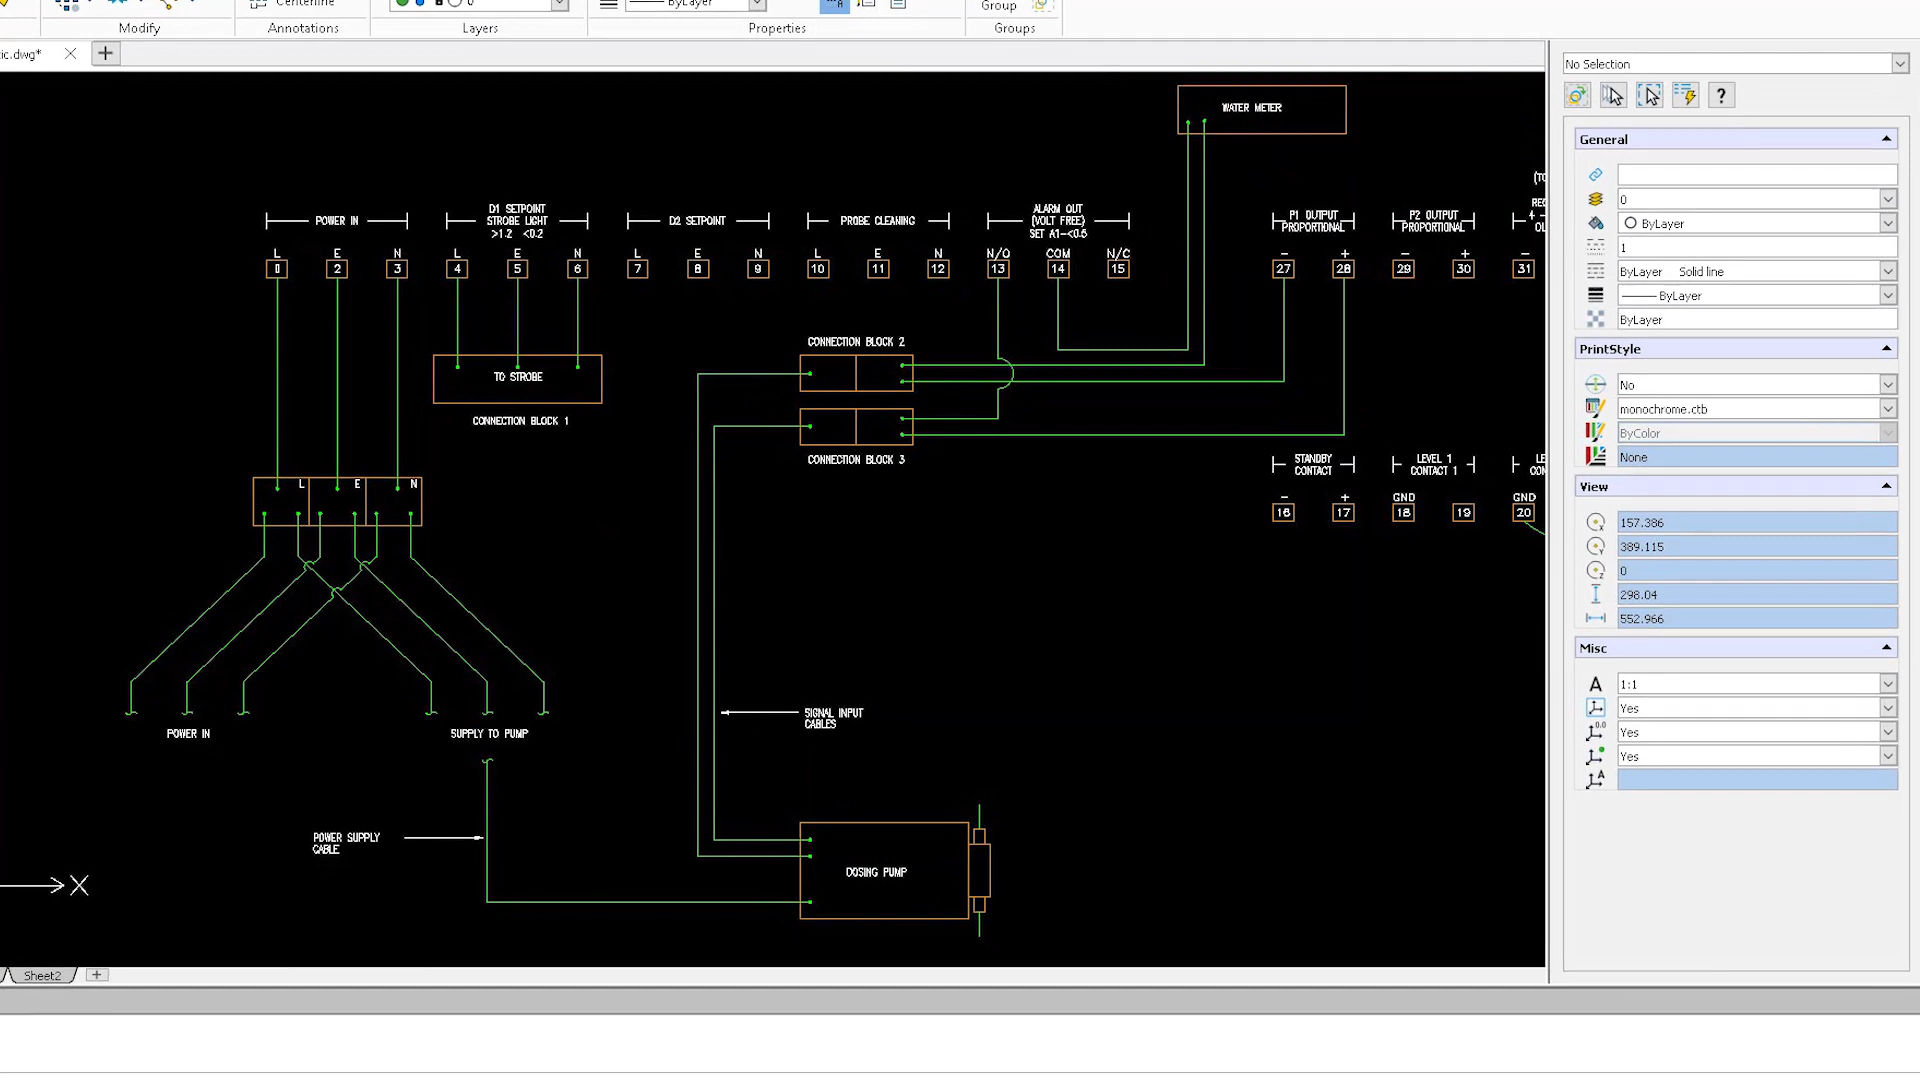 Centerline
0
ByLayer
Group
Modify
Annotations
Layers
Properties
Groups
ic.dwg*
No Selection
?
WATER METER
POWER IN
D1 SETPOINT
STROBE LIGHT
>1.2 <0.2
D2 SETPOINT
PROBE CLEANING
ALARM OUT
(VOLT FREE)
SET A1-<0.5
P1 OUTPUT
PROPORTIONAL
P2 OUTPUT
PROPORTIONAL
L E N L E N L E N L E N N/O COM N/C - + - + -
2 3 4 5 6 7 8 9 10 11 12 13 14 15 27 28 29 30 31
CONNECTION BLOCK 2
TO STROBE
CONNECTION BLOCK 1
CONNECTION BLOCK 3
STANDBY
CONTACT
LEVEL 1
CONTACT 1
L E N
- + GND GND
16 17 18 19 20
SIGNAL INPUT
CABLES
POWER IN
SUPPLY TO PUMP
POWER SUPPLY
CABLE
DOSING PUMP
X
Sheet2
General
0
ByLayer
1
ByLayer Solid line
ByLayer
ByLayer
PrintStyle
No
monochrome.ctb
ByColor
None
View
157.386
389.115
0
298.04
552.966
Misc
1:1
Yes
Yes
Yes